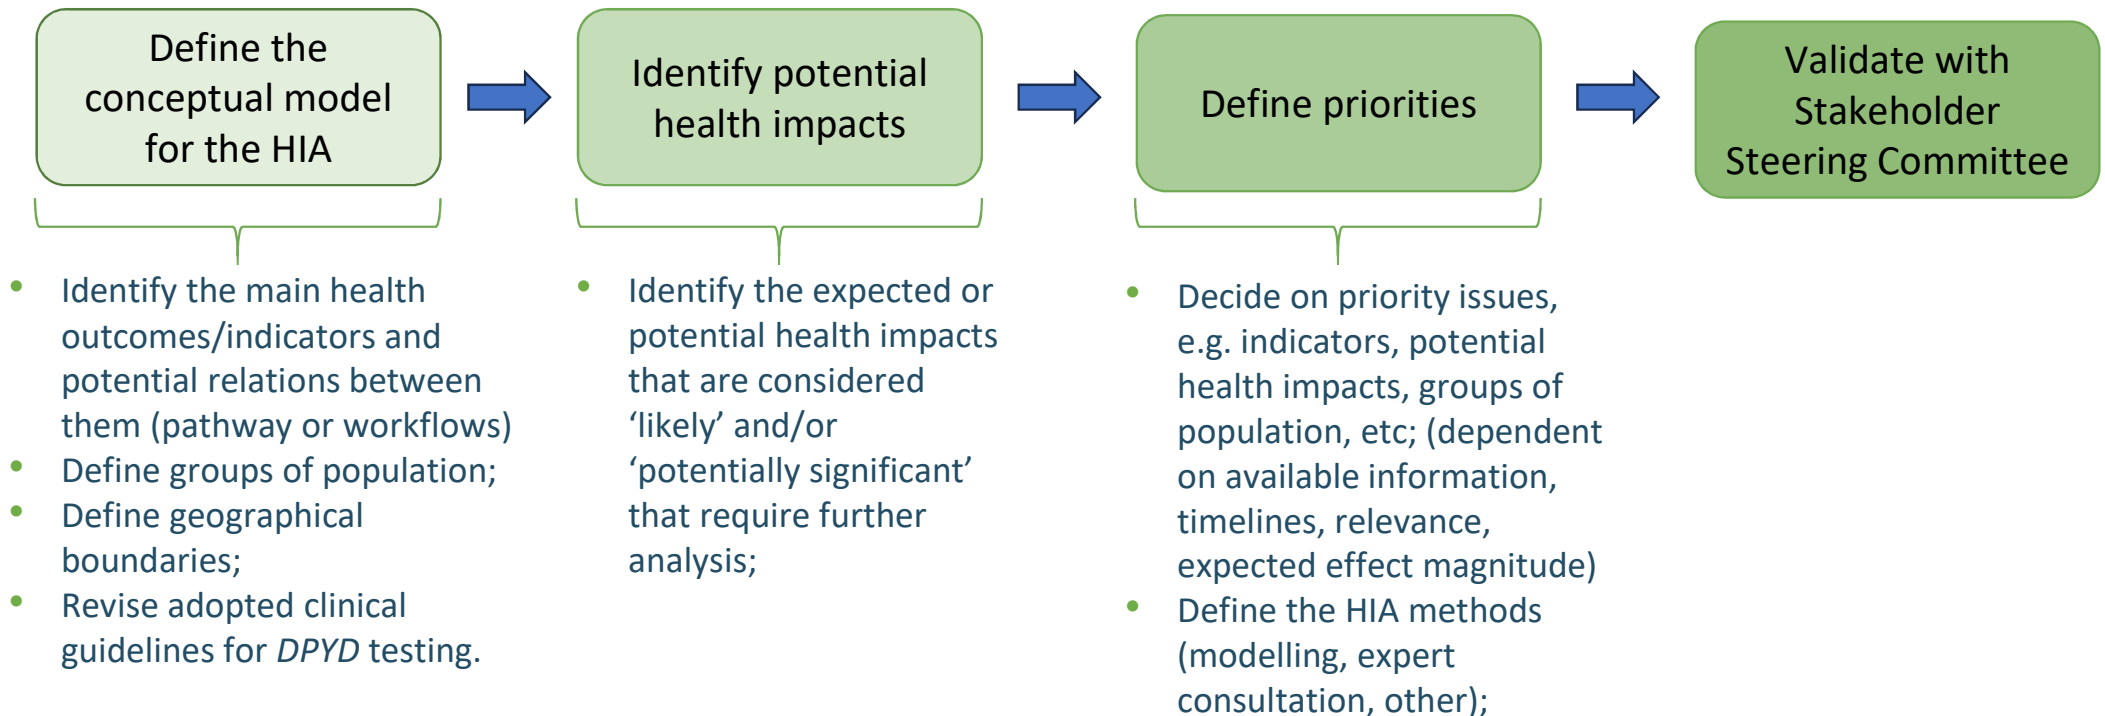 Define the
conceptual model
for the HIA
Identify potential
health impacts
Define priorities
Validate with
Stakeholder
Steering Committee
• Identify the main health
outcomes/indicators and
potential relations between
them (pathway or workflows)
• Define groups of population;
• Define geographical
boundaries;
• Revise adopted clinical
guidelines for DPYD testing.
• Identify the expected or
potential health impacts
that are considered
‘likely’ and/or
‘potentially significant’
that require further
analysis;
• Decide on priority issues,
e.g. indicators, potential
health impacts, groups of
population, etc; (dependent
on available information,
timelines, relevance,
expected effect magnitude)
• Define the HIA methods
(modelling, expert
consultation, other);